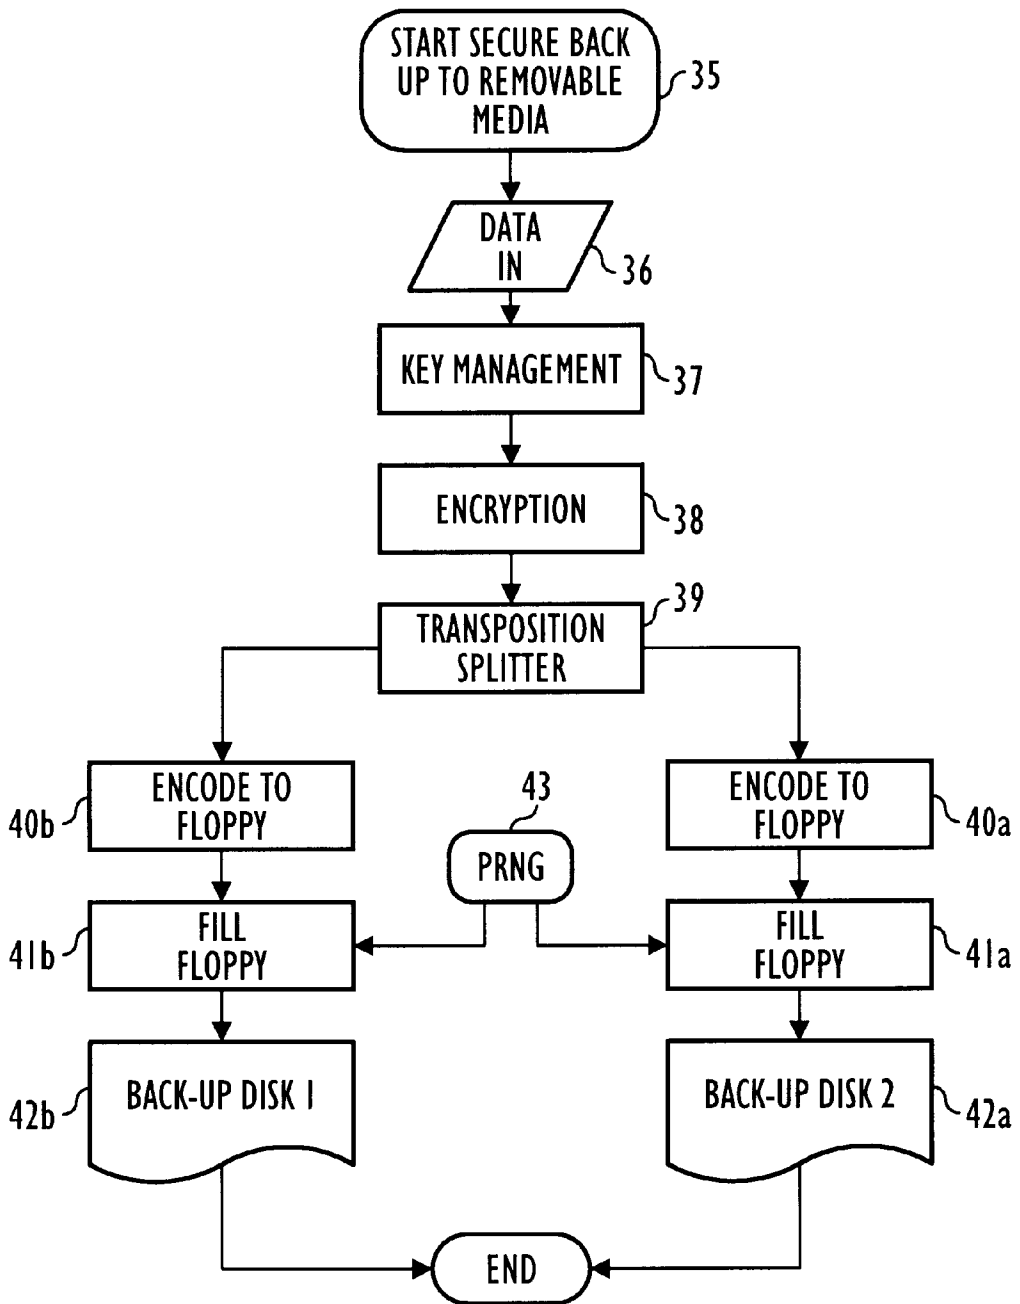 START SECURE BACK
UP TO REMOVABLE
MEDIA
35
DATA
IN
36
KEY MANAGEMENT
37
ENCRYPTION
38
TRANSPOSITION
SPLITTER
39
ENCODE TO
FLOPPY
40b
43
PRNG
ENCODE TO
FLOPPY
40a
FILL
FLOPPY
41b
FILL
FLOPPY
41a
BACK-UP DISK 1
42b
BACK-UP DISK 2
42a
END